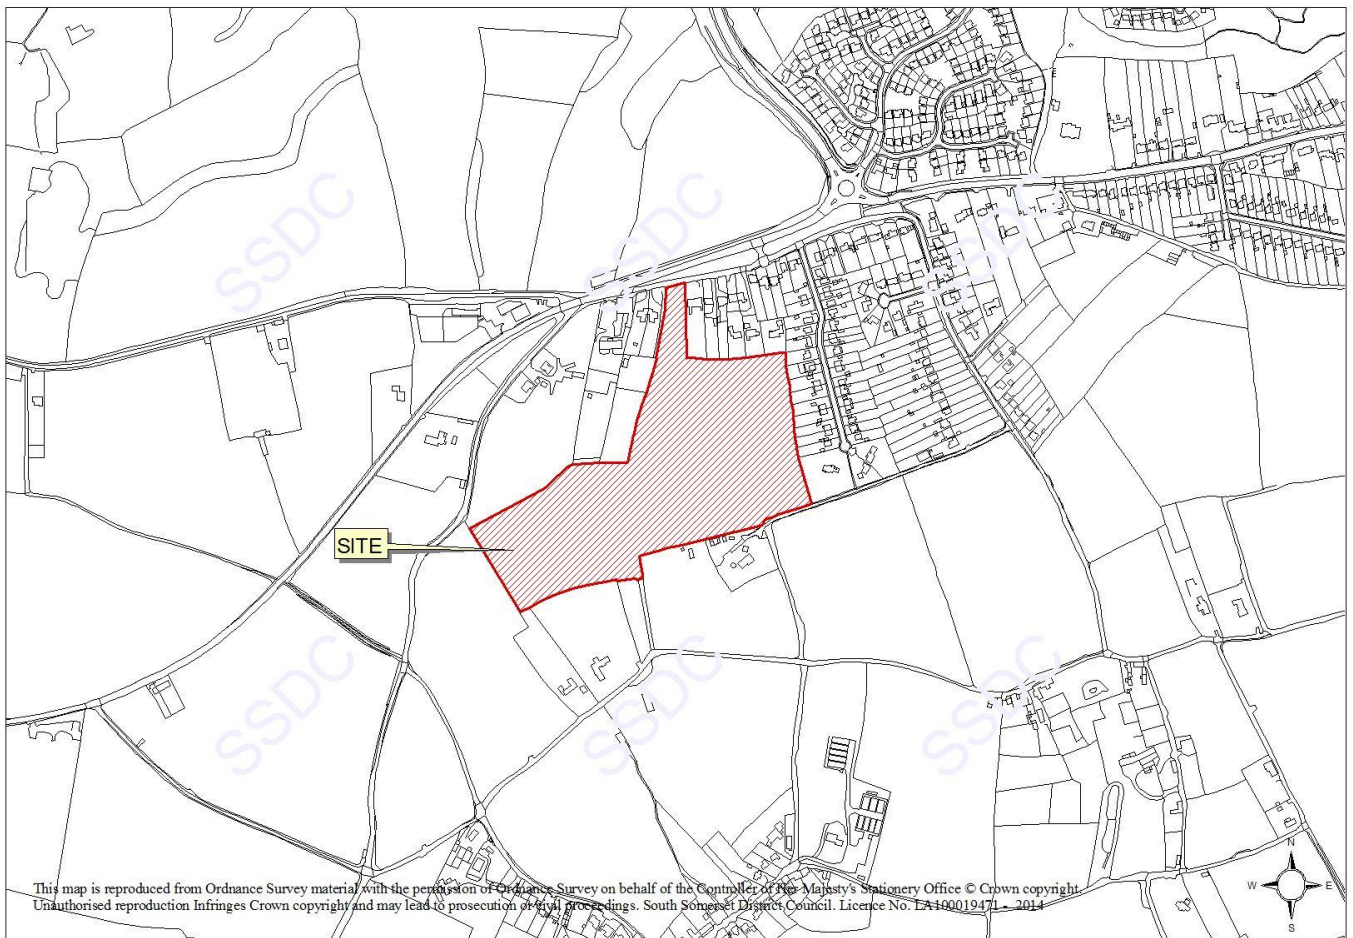 SSDC
SSDC
SSDC
SITE
SSDC
SSDC
SSDC
N
W E
S
This map is reproduced from Ordnance Survey material with the permission of Ordnance Survey on behalf of the Controller of Her Majesty's Stationery Office © Crown copyright.
Unauthorised reproduction Infringes Crown copyright and may lead to prosecution or civil proceedings. South Somerset District Council. Licence No. LA100019471 - 2014